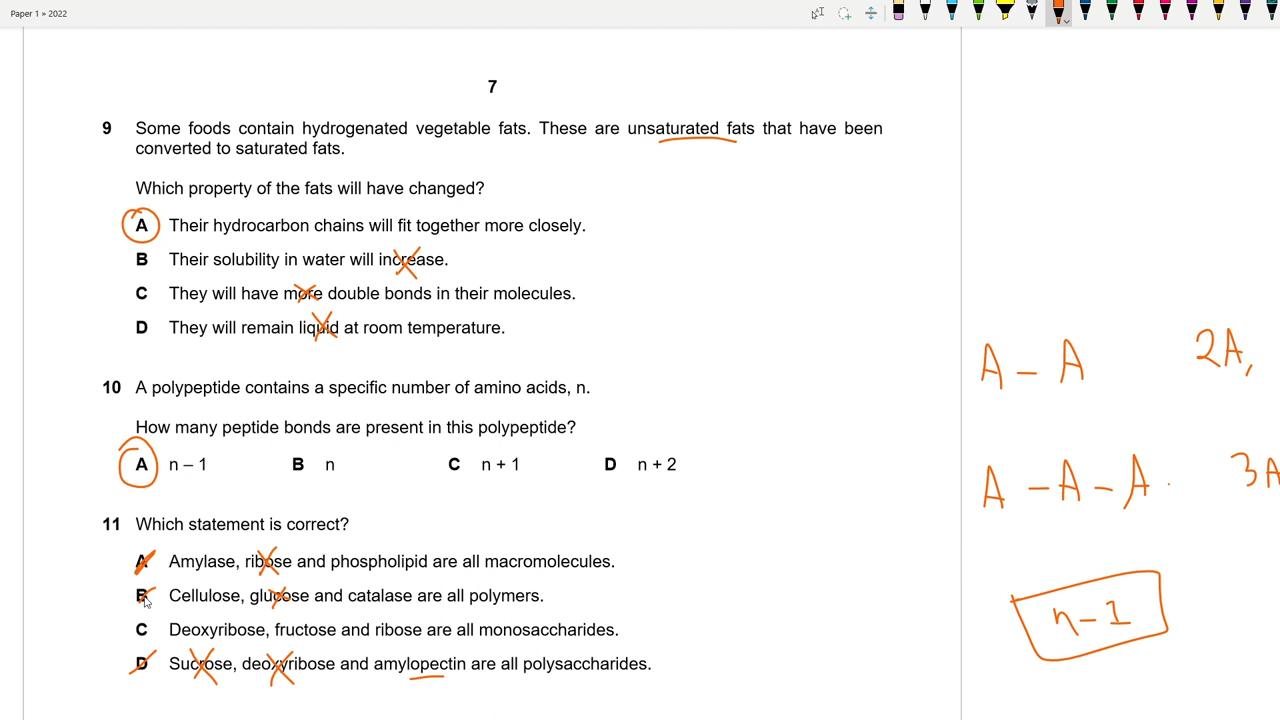 Paper 1 » 2022
7
9 Some foods contain hydrogenated vegetable fats. These are unsaturated fats that have been
converted to saturated fats.
Which property of the fats will have changed?
A Their hydrocarbon chains will fit together more closely.
B Their solubility in water will increase.
C They will have more double bonds in their molecules.
D They will remain liquid at room temperature.
A – A 2A,
10 A polypeptide contains a specific number of amino acids, n.
How many peptide bonds are present in this polypeptide?
A n – 1 B n C n + 1 D n + 2
A – A – A . 3A
11 Which statement is correct?
A Amylase, ribose and phospholipid are all macromolecules.
B Cellulose, glucose and catalase are all polymers.
n – 1
C Deoxyribose, fructose and ribose are all monosaccharides.
D Sucrose, deoxyribose and amylopectin are all polysaccharides.